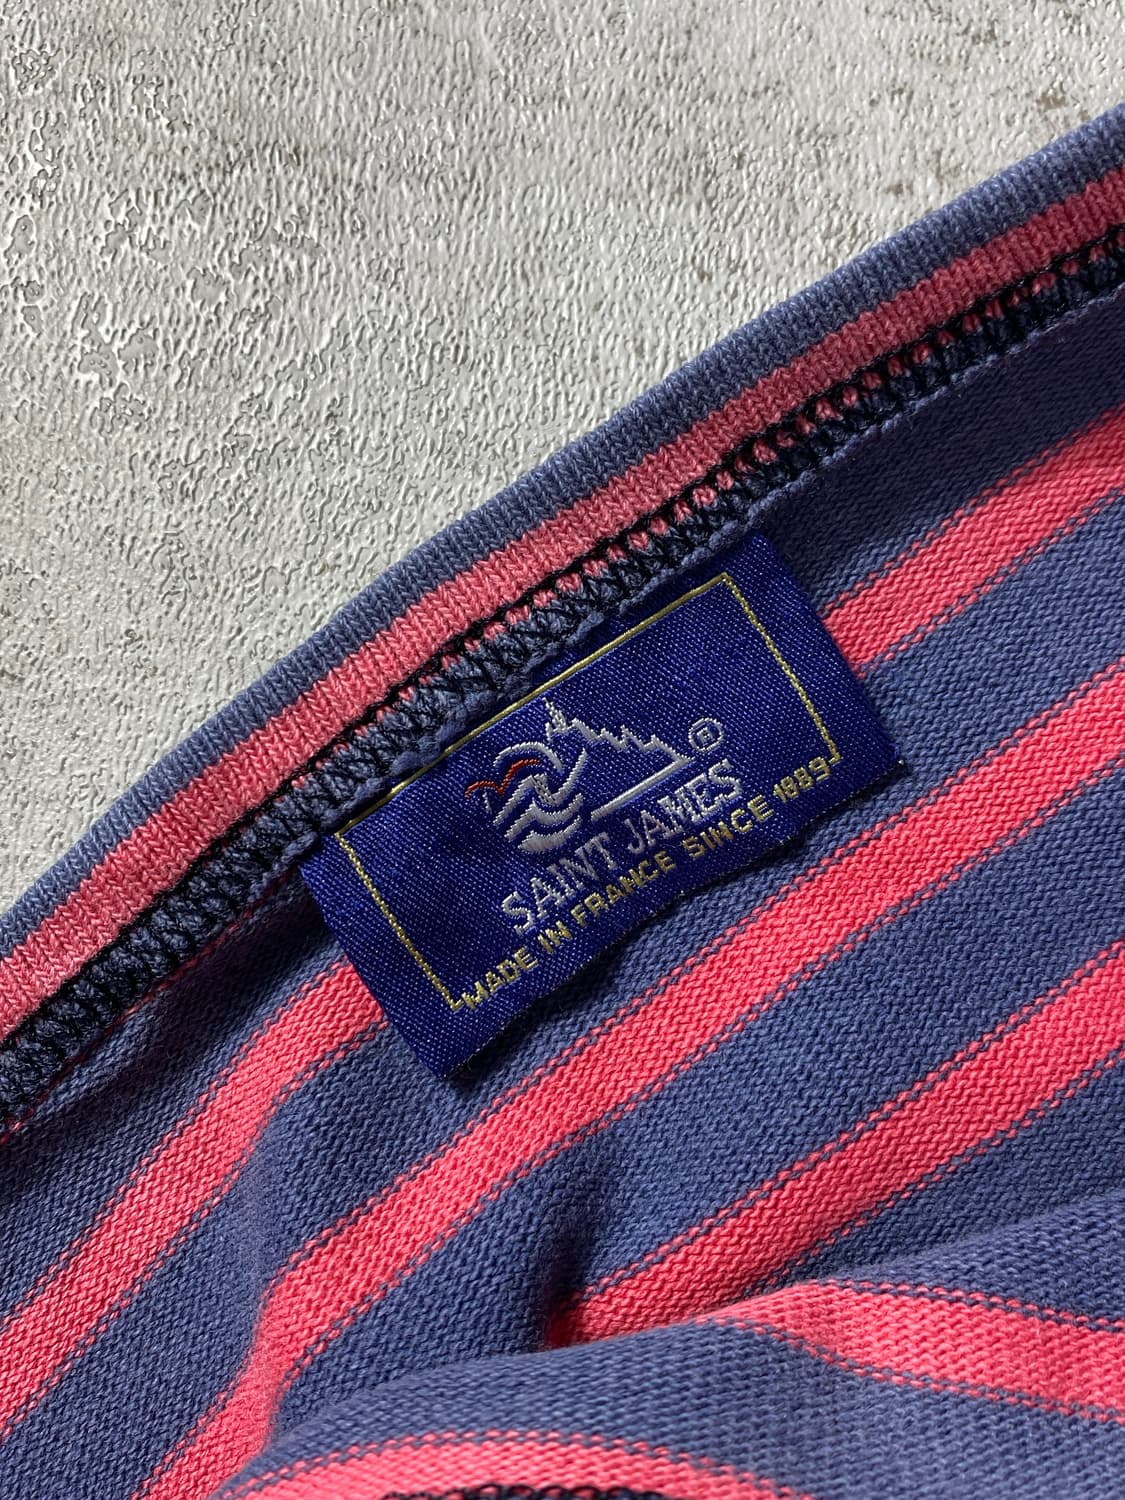 ®
SAINT JAMES
MADE IN FRANCE SINCE 1889